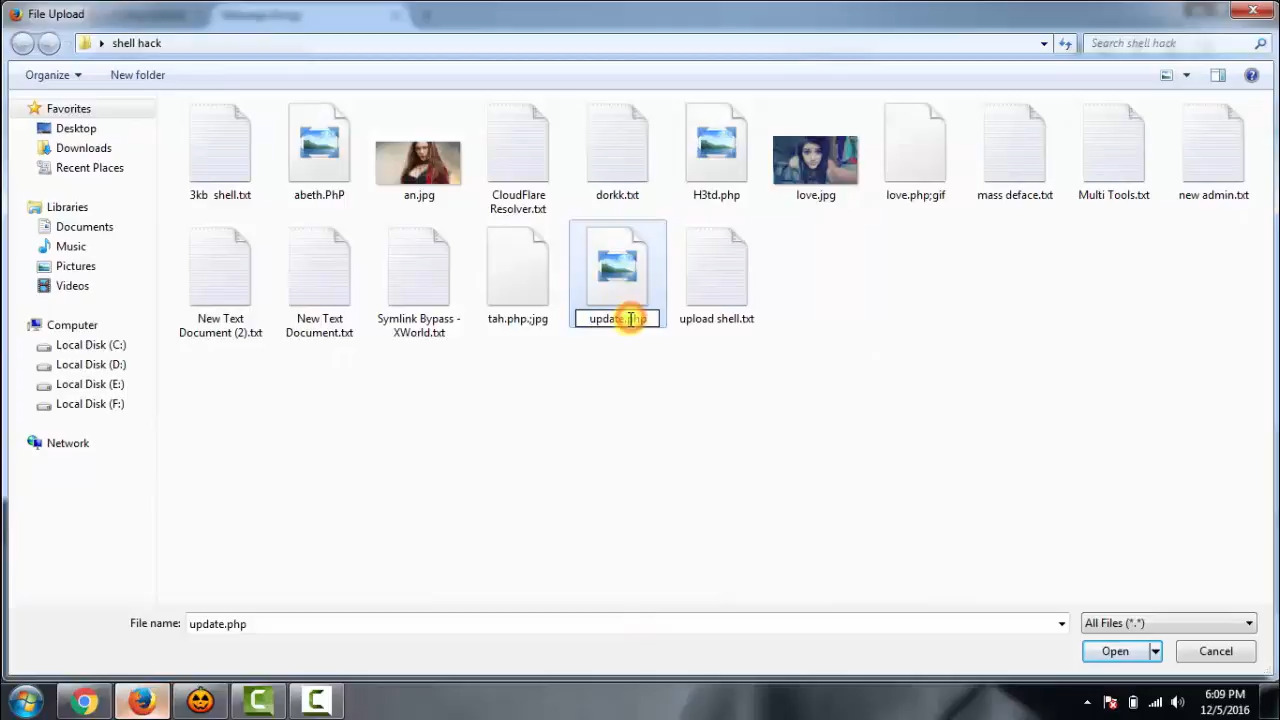 File Upload
shell hack
Search shell hack
Organize
New folder
Favorites
Desktop
Downloads
Recent Places
Libraries
Documents
Music
Pictures
Videos
Computer
Local Disk (C:)
Local Disk (D:)
Local Disk (E:)
Local Disk (F:)
Network
3kb shell.txt
abeth.PhP
an.jpg
CloudFlare
Resolver.txt
dorkk.txt
H3td.php
love.jpg
love.php;gif
mass deface.txt
Multi Tools.txt
new admin.txt
New Text
Document (2).txt
New Text
Document.txt
Symlink Bypass -
XWorld.txt
tah.php;.jpg
update.php
upload shell.txt
File name:
update.php
All Files (*.*)
Open
Cancel
6:09 PM
12/5/2016